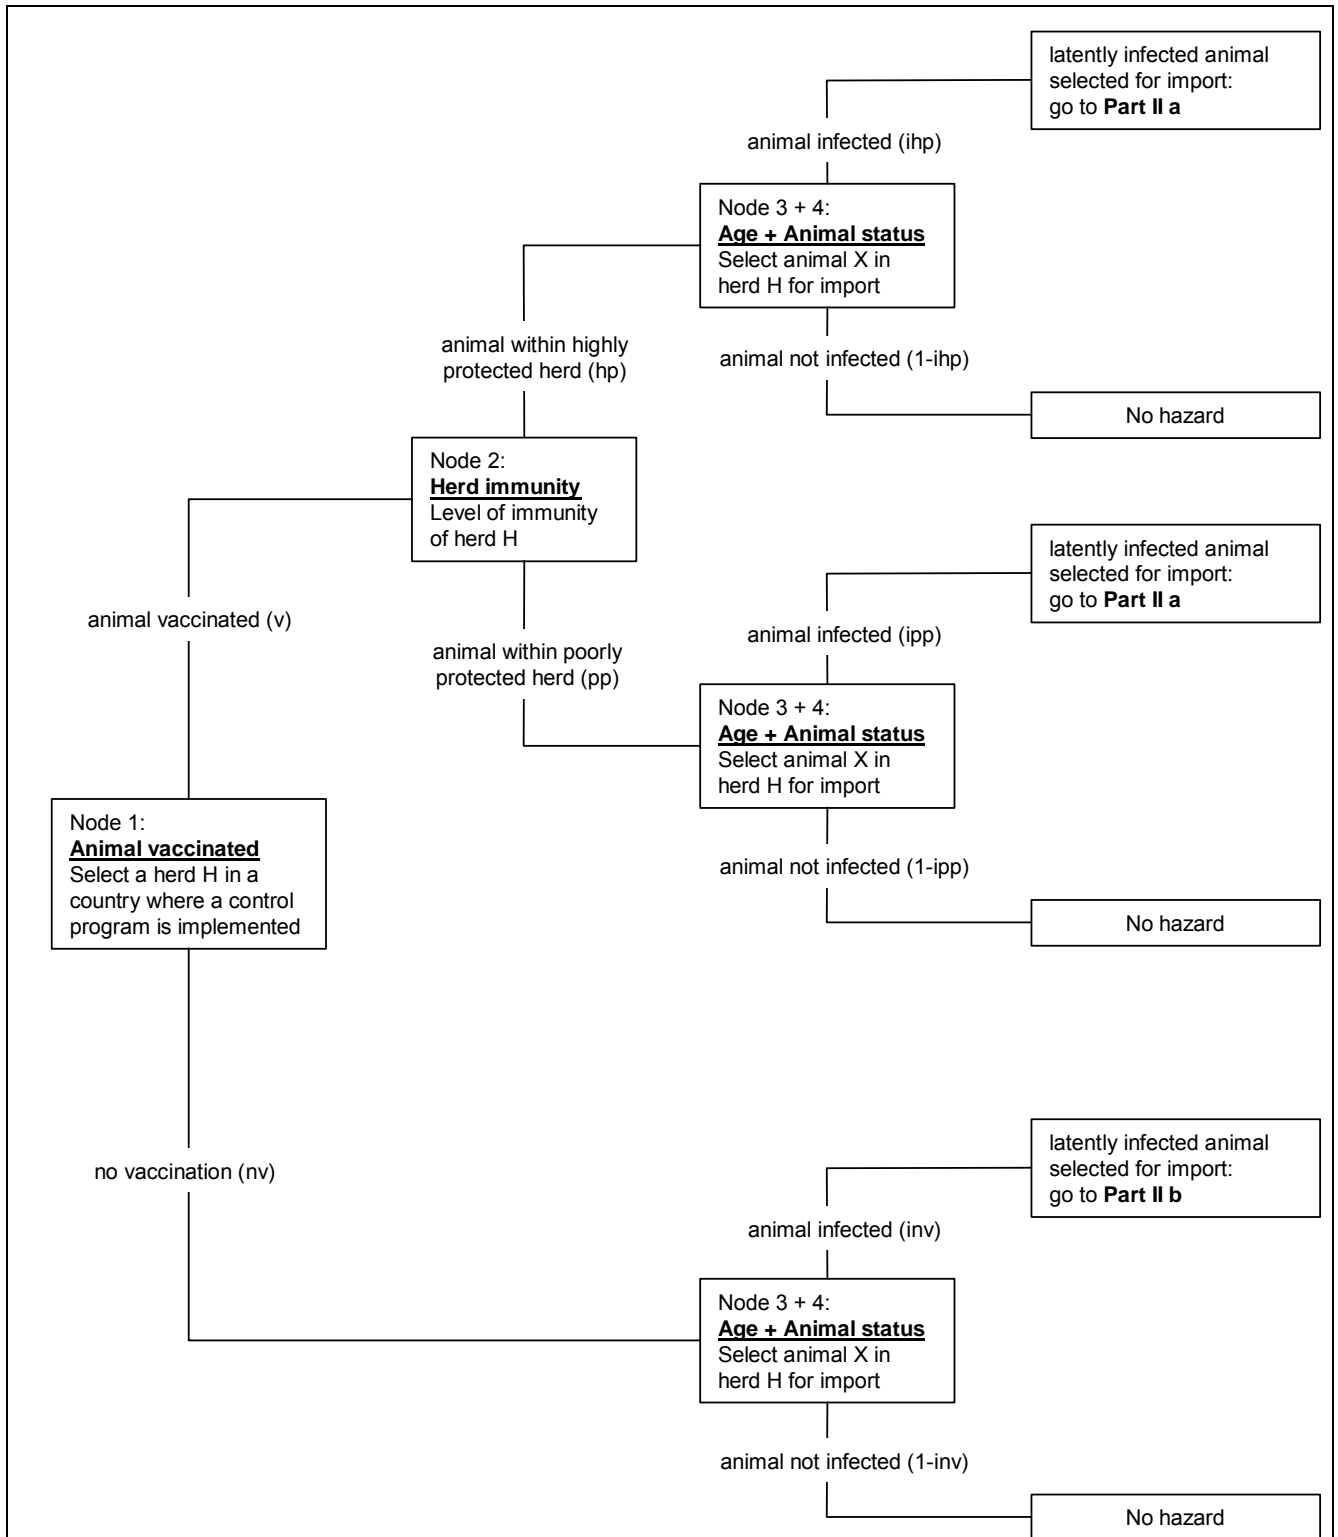 latently infected animal
selected for import:
go to Part II a
animal infected (ihp)
Node 3 + 4:
Age + Animal status
Select animal X in
herd H for import
animal within highly
protected herd (hp)
animal not infected (1-ihp)
No hazard
Node 2:
Herd immunity
Level of immunity
of herd H
latently infected animal
selected for import:
go to Part II a
animal vaccinated (v)
animal infected (ipp)
animal within poorly
protected herd (pp)
Node 3 + 4:
Age + Animal status
Select animal X in
herd H for import
Node 1:
Animal vaccinated
Select a herd H in a
country where a control
program is implemented
animal not infected (1-ipp)
No hazard
latently infected animal
selected for import:
go to Part II b
no vaccination (nv)
animal infected (inv)
Node 3 + 4:
Age + Animal status
Select animal X in
herd H for import
animal not infected (1-inv)
No hazard